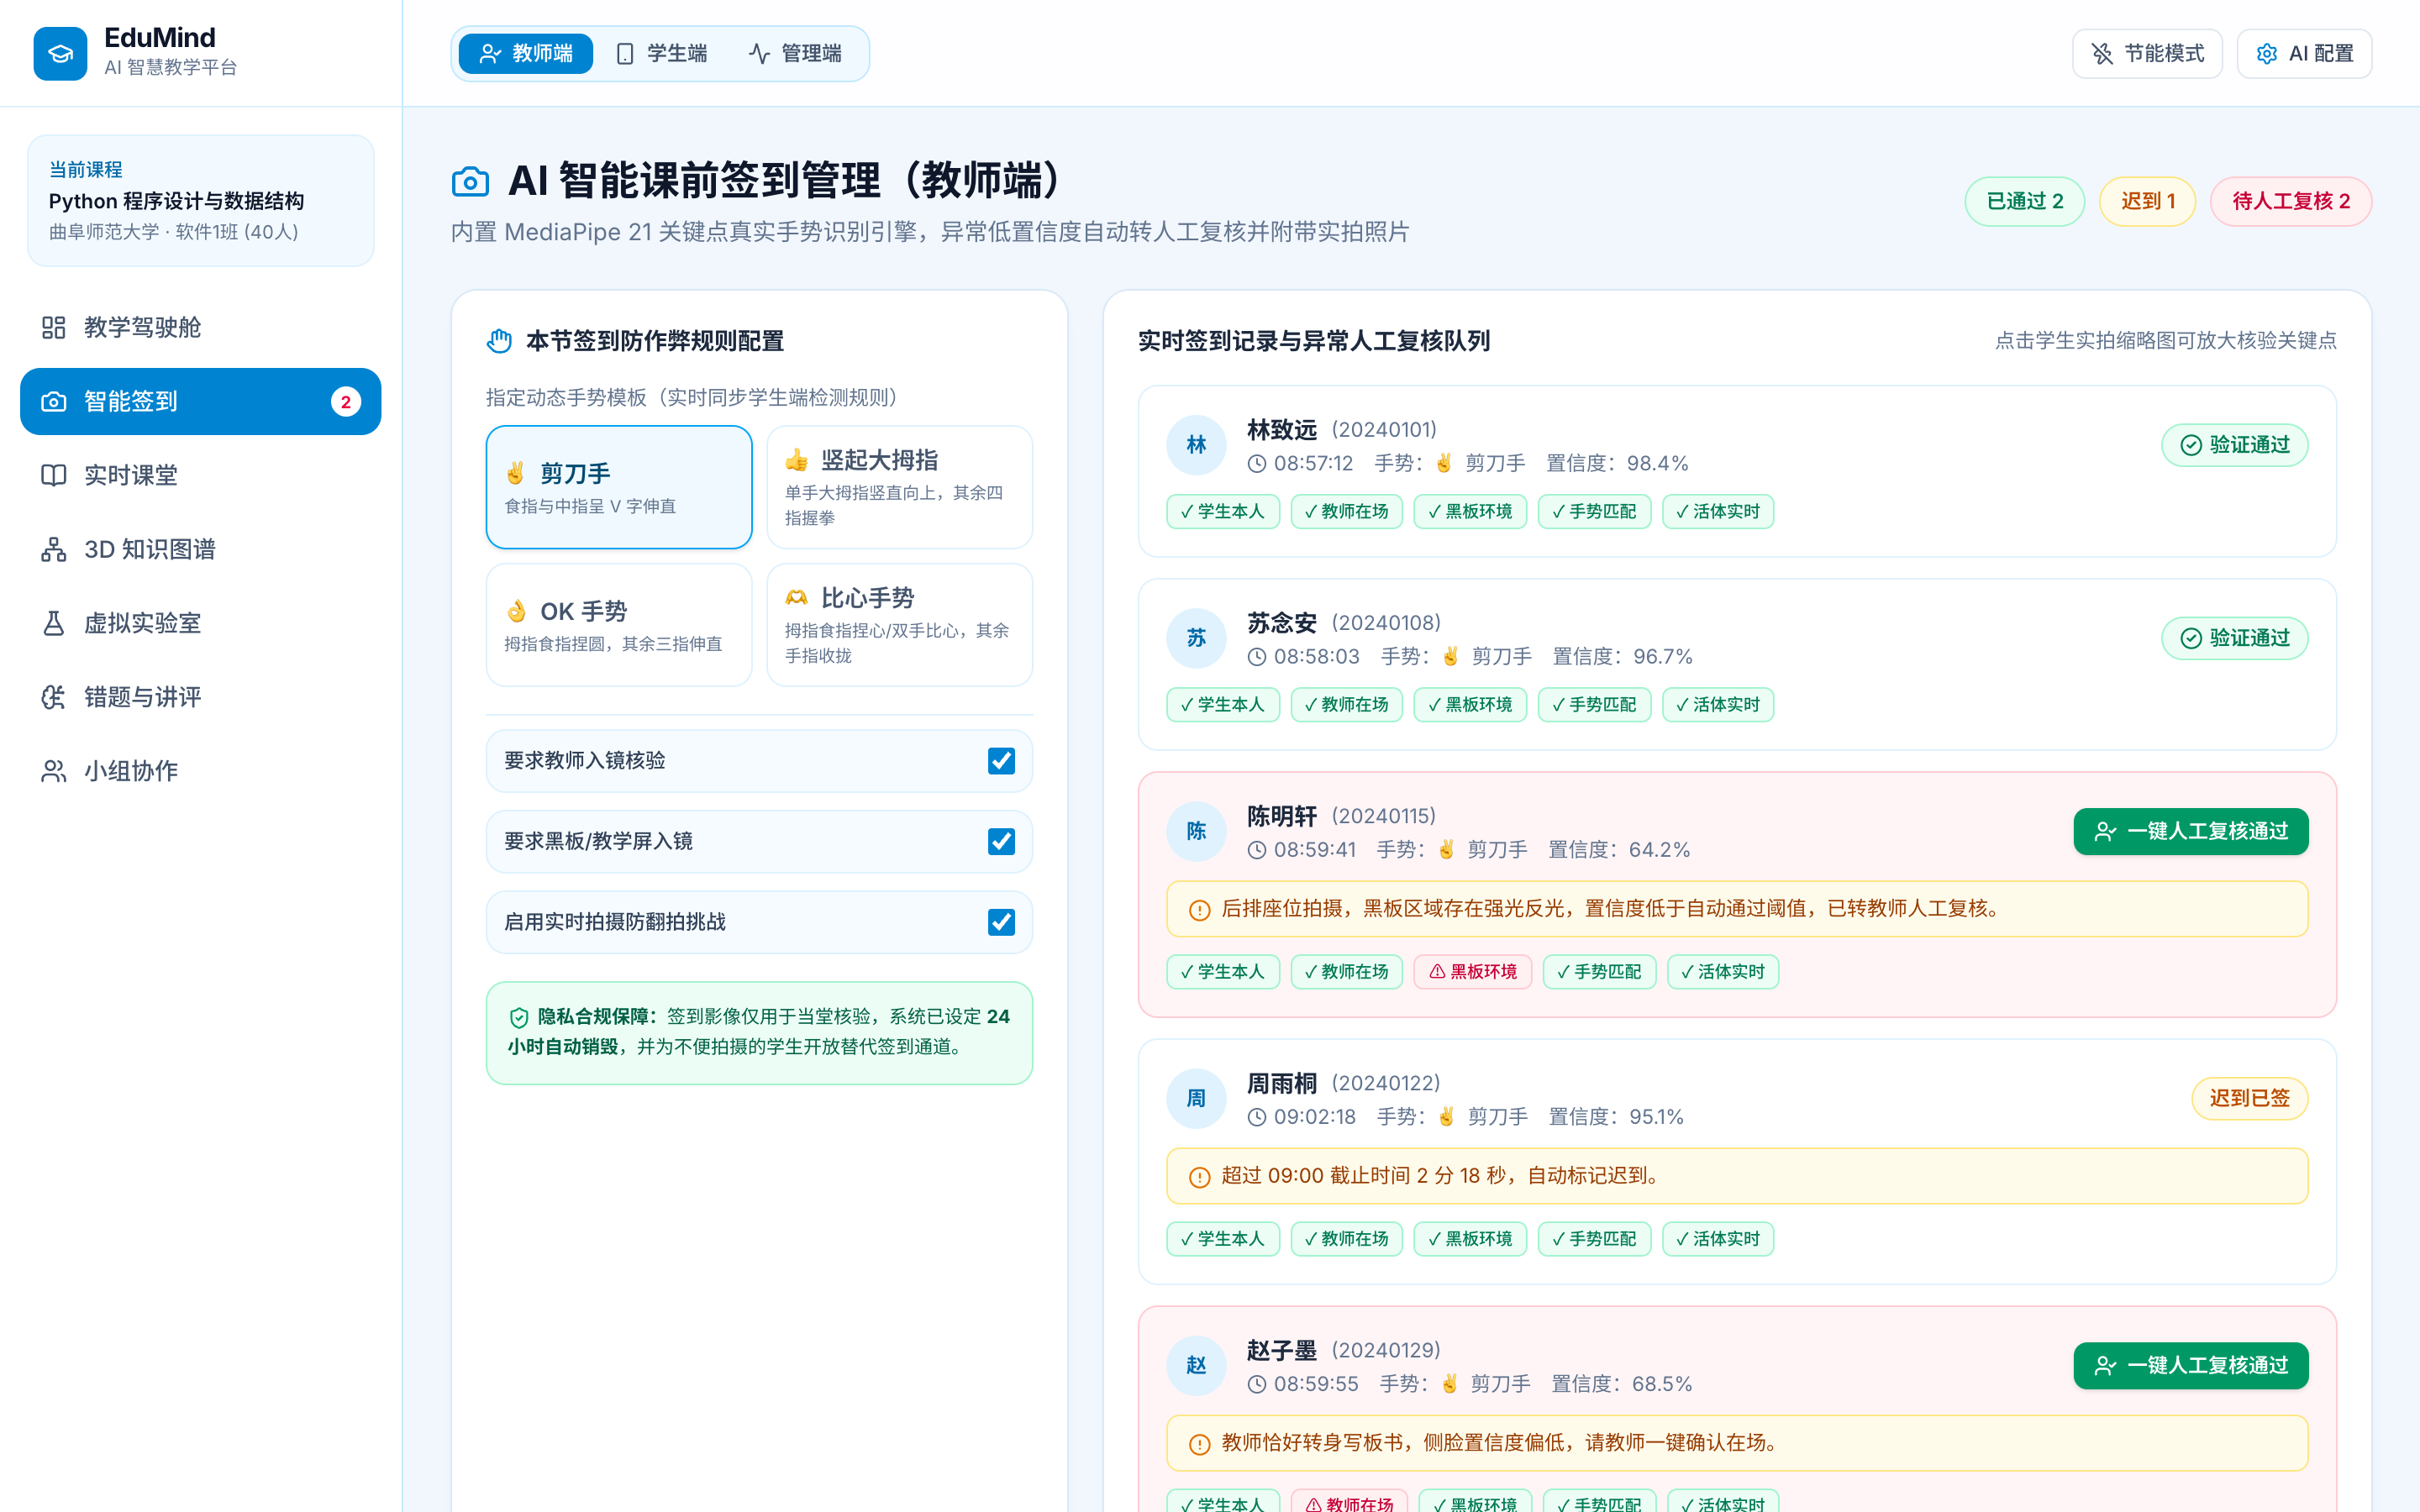 EduMind
AI 智慧教学平台
教师端
学生端
管理端
节能模式
AI 配置
当前课程
Python 程序设计与数据结构
曲阜师范大学 · 软件1班 (40人)
教学驾驶舱
智能签到
2
实时课堂
3D 知识图谱
虚拟实验室
错题与讲评
小组协作
AI 智能课前签到管理（教师端）
内置 MediaPipe 21 关键点真实手势识别引擎，异常低置信度自动转人工复核并附带实拍照片
已通过 2
迟到 1
待人工复核 2
本节签到防作弊规则配置
指定动态手势模板（实时同步学生端检测规则）
✌️ 剪刀手
食指与中指呈 V 字伸直
👍 竖起大拇指
单手大拇指竖直向上，其余四
指握拳
👌 OK 手势
拇指食指捏圆，其余三指伸直
🫶 比心手势
拇指食指捏心/双手比心，其余
手指收拢
要求教师入镜核验
要求黑板/教学屏入镜
启用实时拍摄防翻拍挑战
隐私合规保障：签到影像仅用于当堂核验，系统已设定 24
小时自动销毁，并为不便拍摄的学生开放替代签到通道。
实时签到记录与异常人工复核队列
点击学生实拍缩略图可放大核验关键点
林
林致远 (20240101)
08:57:12 手势：✌️ 剪刀手 置信度：98.4%
验证通过
✓ 学生本人 ✓ 教师在场 ✓ 黑板环境 ✓ 手势匹配 ✓ 活体实时
苏
苏念安 (20240108)
08:58:03 手势：✌️ 剪刀手 置信度：96.7%
验证通过
✓ 学生本人 ✓ 教师在场 ✓ 黑板环境 ✓ 手势匹配 ✓ 活体实时
陈
陈明轩 (20240115)
08:59:41 手势：✌️ 剪刀手 置信度：64.2%
一键人工复核通过
后排座位拍摄，黑板区域存在强光反光，置信度低于自动通过阈值，已转教师人工复核。
✓ 学生本人 ✓ 教师在场 ⚠ 黑板环境 ✓ 手势匹配 ✓ 活体实时
周
周雨桐 (20240122)
09:02:18 手势：✌️ 剪刀手 置信度：95.1%
迟到已签
超过 09:00 截止时间 2 分 18 秒，自动标记迟到。
✓ 学生本人 ✓ 教师在场 ✓ 黑板环境 ✓ 手势匹配 ✓ 活体实时
赵
赵子墨 (20240129)
08:59:55 手势：✌️ 剪刀手 置信度：68.5%
一键人工复核通过
教师恰好转身写板书，侧脸置信度偏低，请教师一键确认在场。
✓ 学生本人 ⚠ 教师在场 ✓ 黑板环境 ✓ 手势匹配 ✓ 活体实时